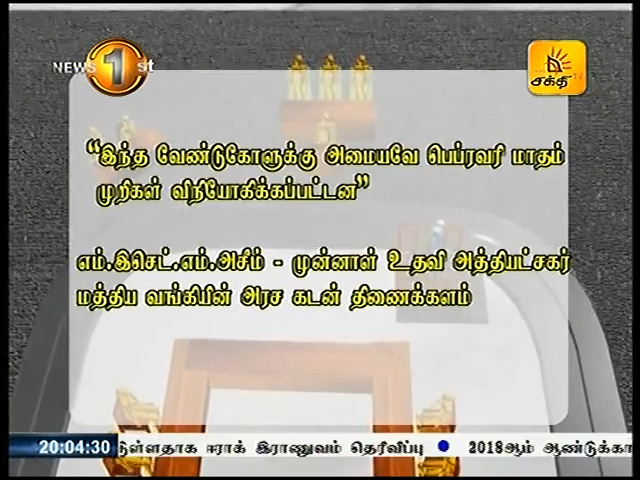 NEWS 1st
சக்தி TV
“இந்த வேண்டுகோளுக்கு அமையவே பெப்ரவரி மாதம்
முறிகள் விநியோகிக்கப்பட்டன”
எம்.இசெட்.எம்.அசீம் - முன்னாள் உதவி அத்தியட்சகர்
மத்திய வங்கியின் அரச கடன் திணைக்களம்
20:04:30 டுள்ளதாக ஈராக் இராணுவம் தெரிவிப்பு 2018ஆம் ஆண்டுக்கா